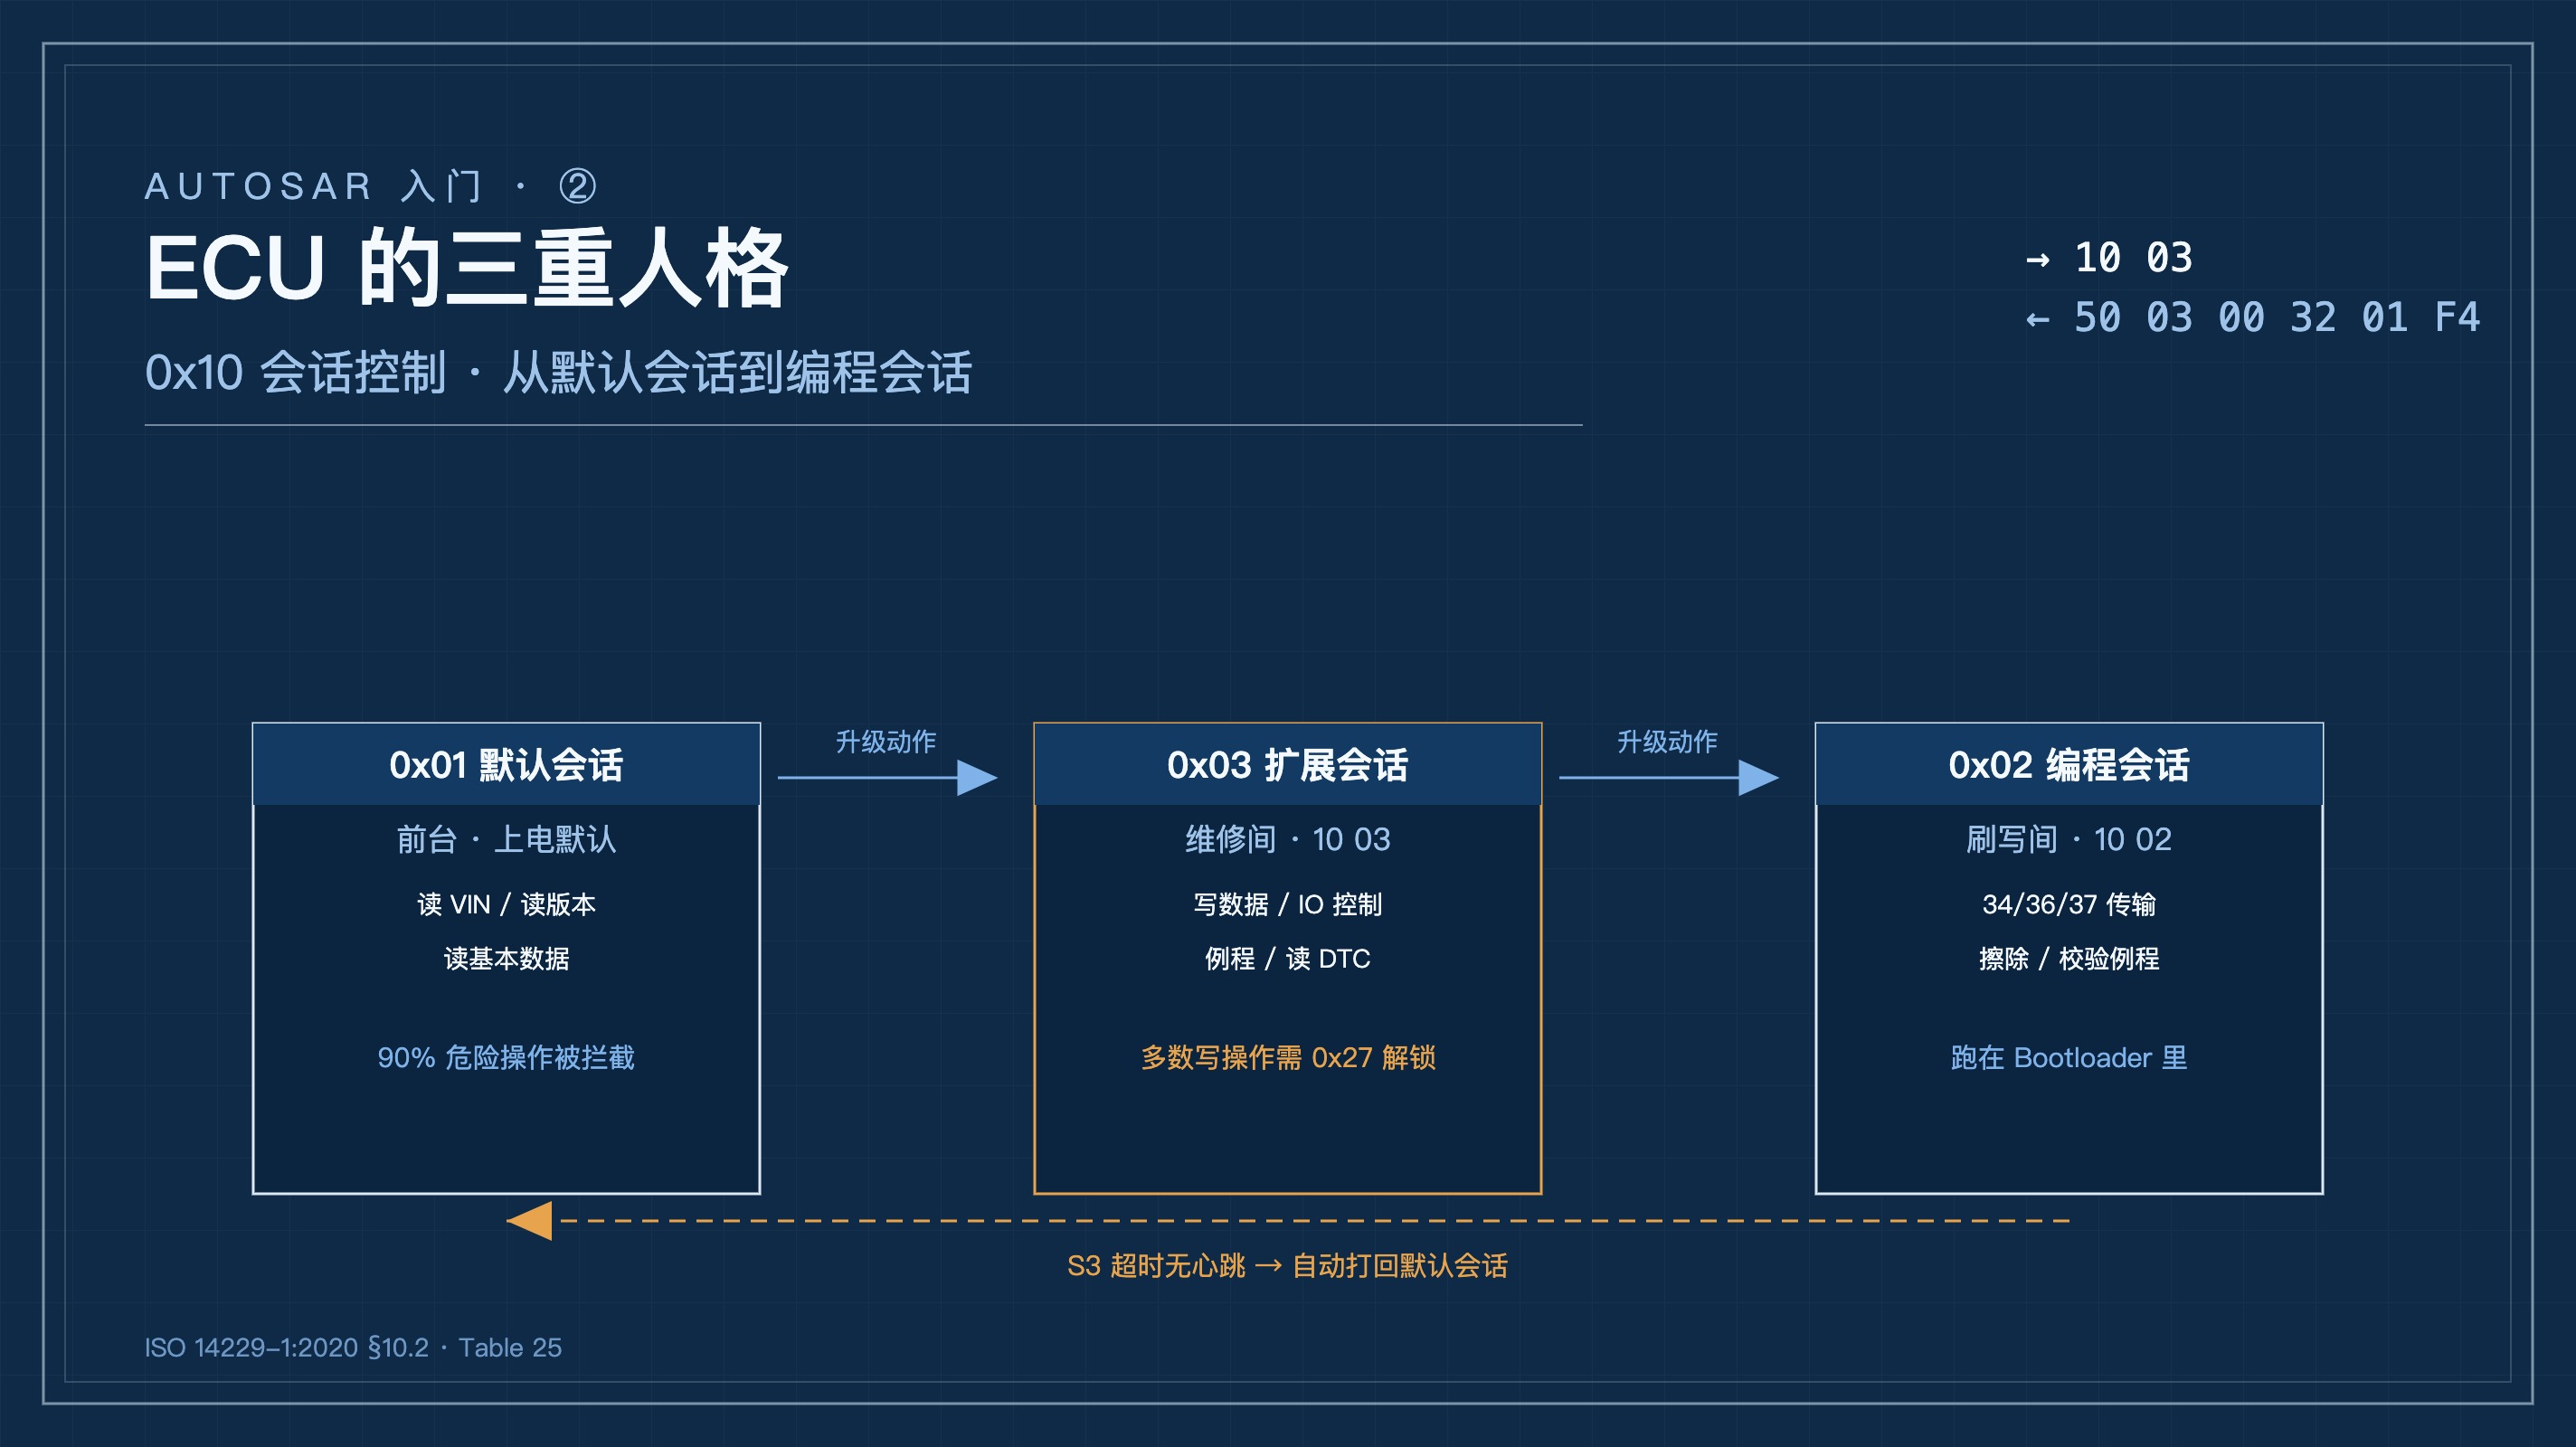 AUTOSAR 入门 · ②
ECU 的三重人格
0x10 会话控制 · 从默认会话到编程会话
→ 10 03
← 50 03 00 32 01 F4
0x01 默认会话
前台 · 上电默认
读 VIN / 读版本
读基本数据
90% 危险操作被拦截
升级动作
0x03 扩展会话
维修间 · 10 03
写数据 / IO 控制
例程 / 读 DTC
多数写操作需 0x27 解锁
升级动作
0x02 编程会话
刷写间 · 10 02
34/36/37 传输
擦除 / 校验例程
跑在 Bootloader 里
S3 超时无心跳 → 自动打回默认会话
ISO 14229-1:2020 §10.2 · Table 25